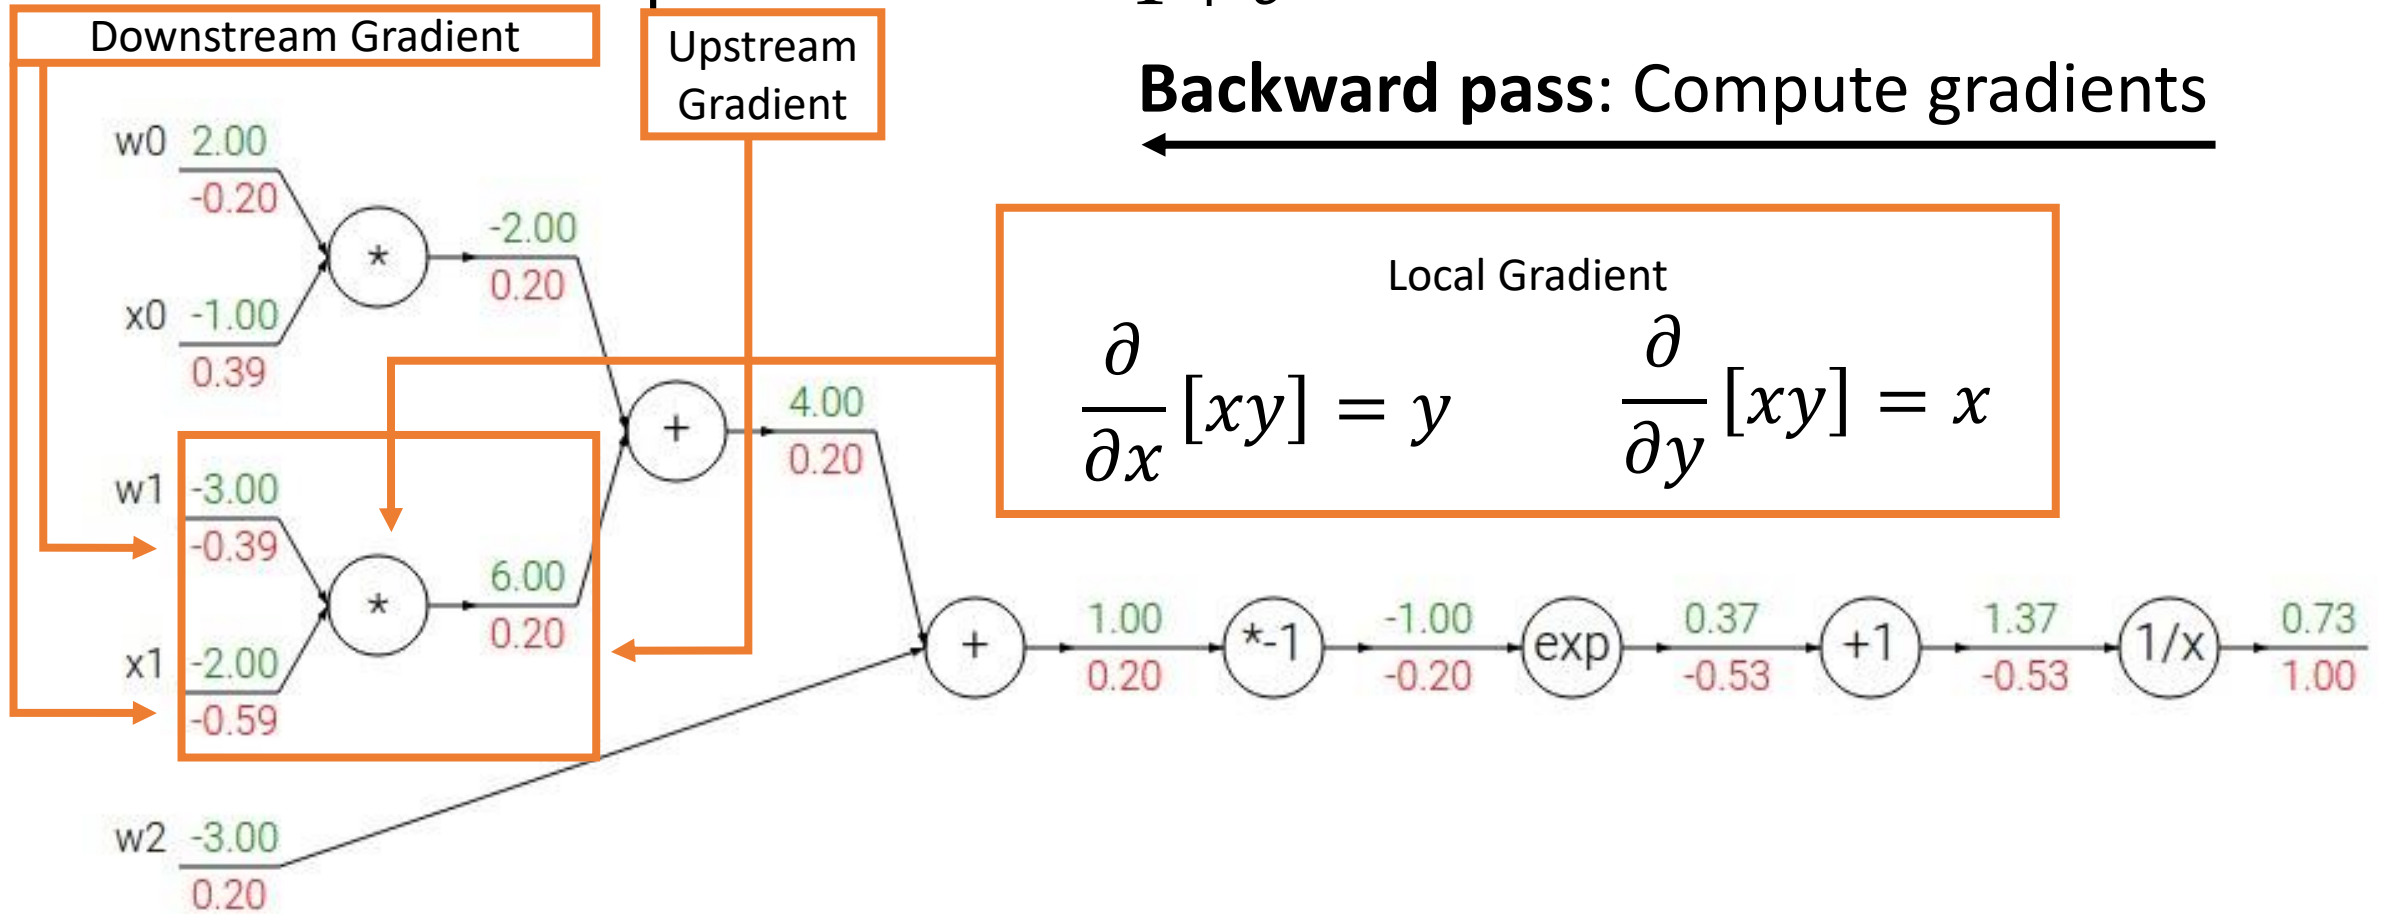 Downstream Gradient
Upstream
Gradient
Backward pass: Compute gradients
w0 2.00
-0.20
*
-2.00
0.20
x0 -1.00
0.39
Local Gradient
∂/∂x [xy] = y
∂/∂y [xy] = x
+
4.00
0.20
w1 -3.00
-0.39
*
6.00
0.20
x1 -2.00
-0.59
+
1.00
0.20
*-1
-1.00
-0.20
exp
0.37
-0.53
+1
1.37
-0.53
1/x
0.73
1.00
w2 -3.00
0.20